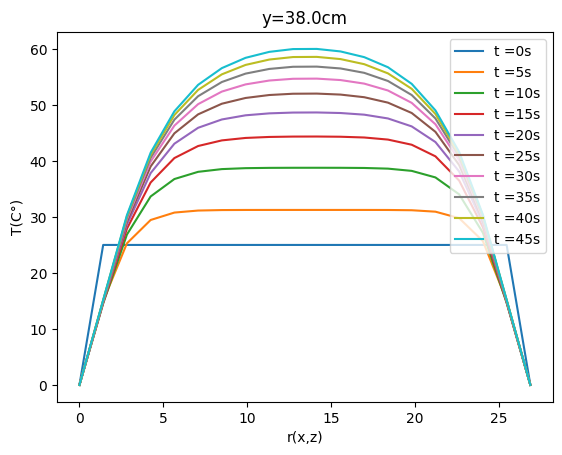 y=38.0cm
60
50
40
30
20
10
0
T(C°)
0
5
10
15
20
25
r(x,z)
t =0s
t =5s
t =10s
t =15s
t =20s
t =25s
t =30s
t =35s
t =40s
t =45s